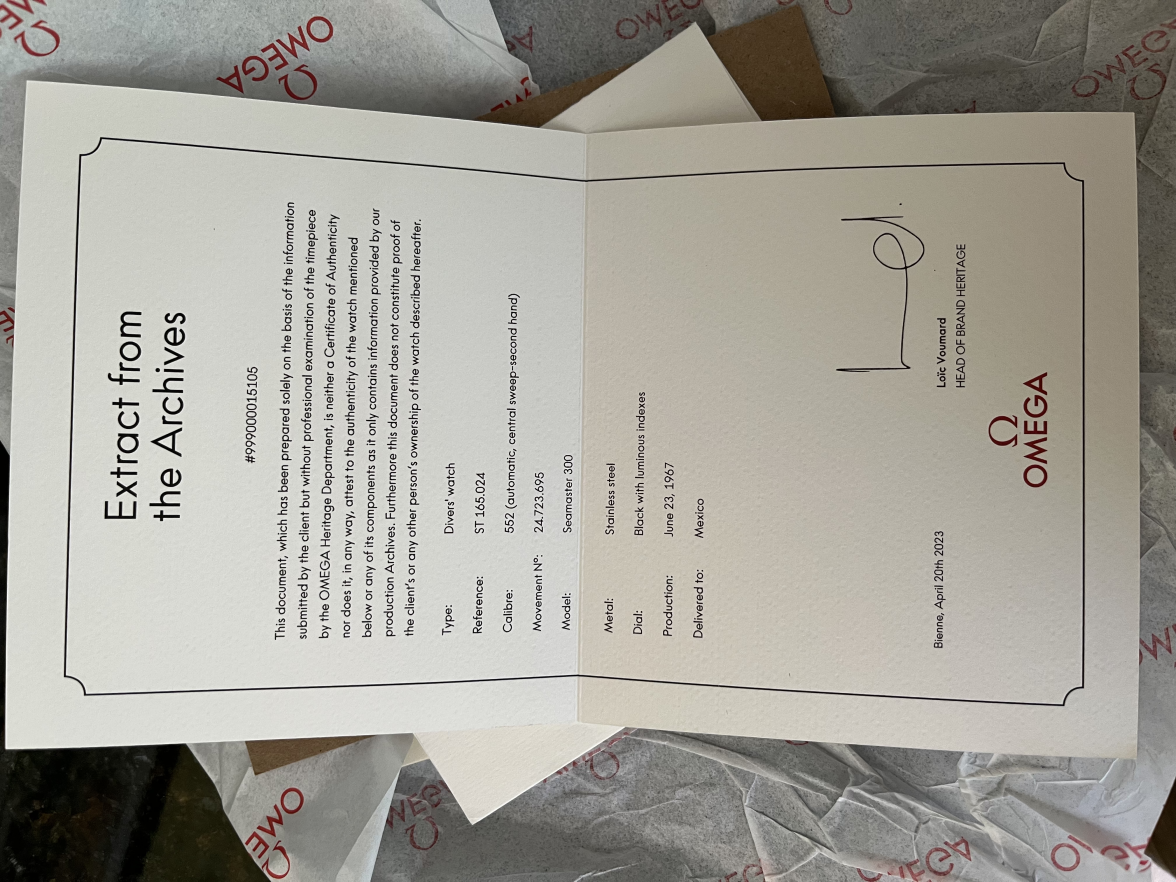 Extract from
the Archives
#999000015105
This document, which has been prepared solely on the basis of the information
submitted by the client but without professional examination of the timepiece
by the OMEGA Heritage Department, is neither a Certificate of Authenticity
nor does it, in any way, attest to the authenticity of the watch mentioned
below or any of its components as it only contains information provided by our
production Archives. Furthermore this document does not constitute proof of
the client's or any other person's ownership of the watch described hereafter.
Type: Divers' watch
Reference: ST 165.024
Calibre: 552 (automatic, central sweep-second hand)
Movement Nº: 24.723.695
Model: Seamaster 300
Metal: Stainless steel
Dial: Black with luminous indexes
Production: June 23, 1967
Delivered to: Mexico
Bienne, April 20th 2023
Loïc Voumard
HEAD OF BRAND HERITAGE
Ω
OMEGA
OMEGA
Ω
OMEGA
Ω
OMEGA
Ω
OMEGA
Ω
OMEGA